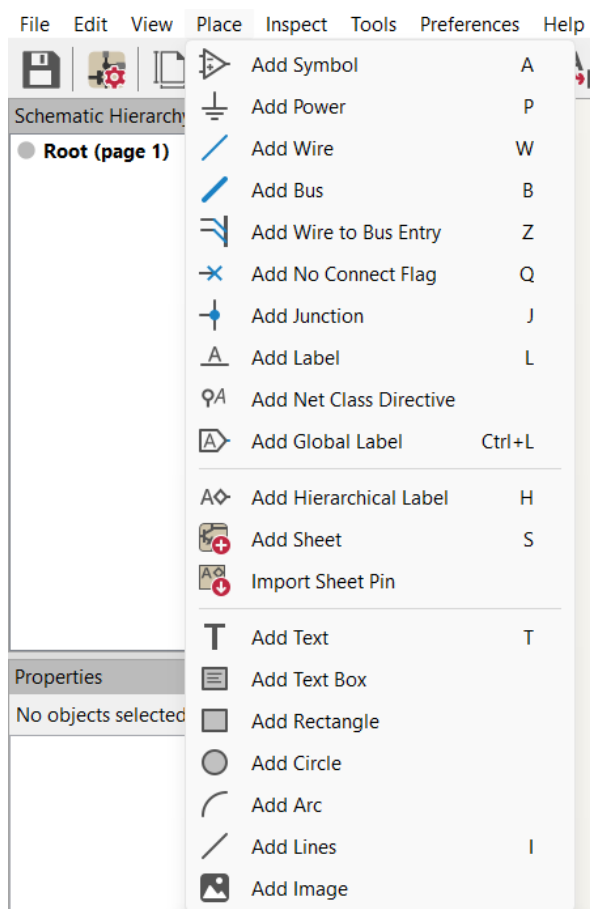 File Edit View Place Inspect Tools Preferences Help
Schematic Hierarchy
Root (page 1)
Add Symbol A
Add Power P
Add Wire W
Add Bus B
Add Wire to Bus Entry Z
Add No Connect Flag Q
Add Junction J
Add Label L
Add Net Class Directive
Add Global Label Ctrl+L
Add Hierarchical Label H
Add Sheet S
Import Sheet Pin
Add Text T
Add Text Box
Add Rectangle
Add Circle
Add Arc
Add Lines I
Add Image
Properties
No objects selected